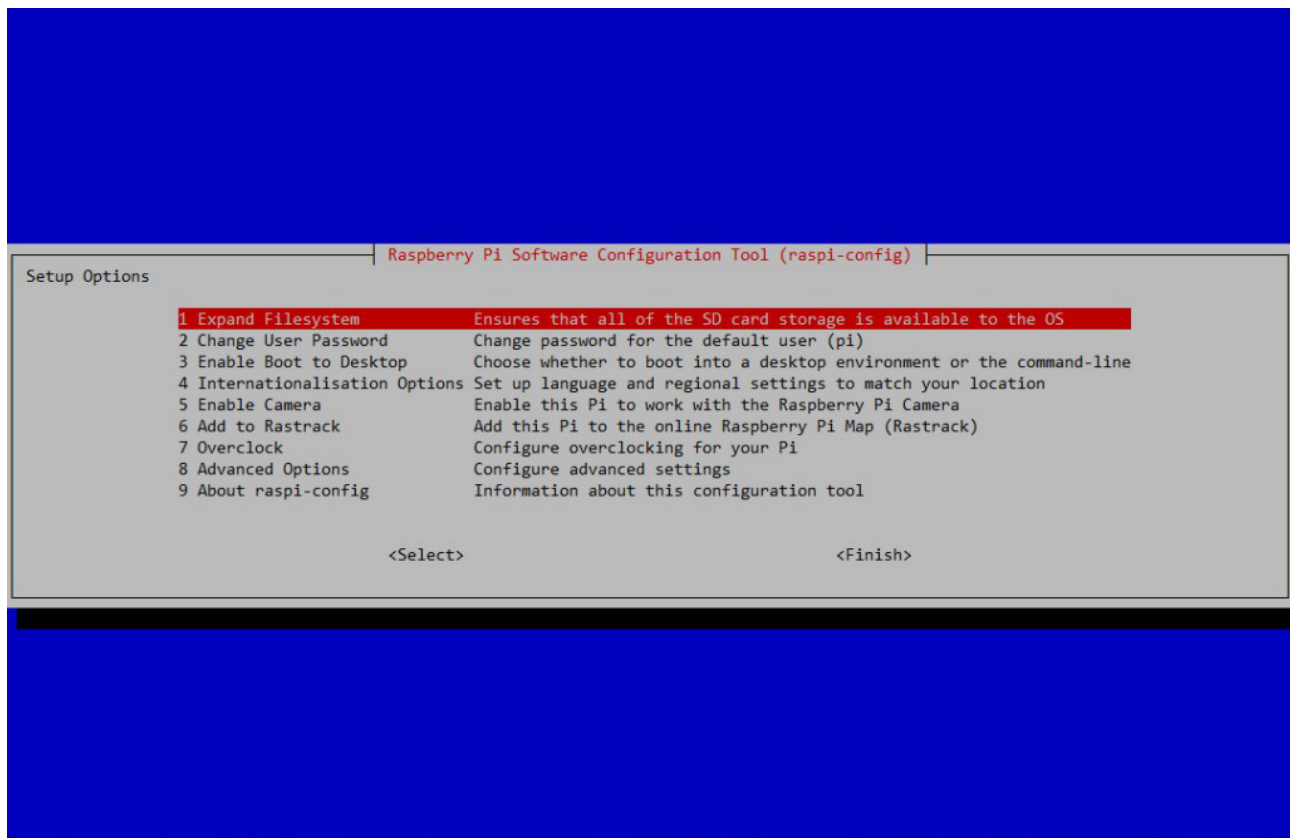 Raspberry Pi Software Configuration Tool (raspi-config)
Setup Options
1 Expand Filesystem Ensures that all of the SD card storage is available to the OS
2 Change User Password Change password for the default user (pi)
3 Enable Boot to Desktop Choose whether to boot into a desktop environment or the command-line
4 Internationalisation Options Set up language and regional settings to match your location
5 Enable Camera Enable this Pi to work with the Raspberry Pi Camera
6 Add to Rastrack Add this Pi to the online Raspberry Pi Map (Rastrack)
7 Overclock Configure overclocking for your Pi
8 Advanced Options Configure advanced settings
9 About raspi-config Information about this configuration tool
<Select> <Finish>